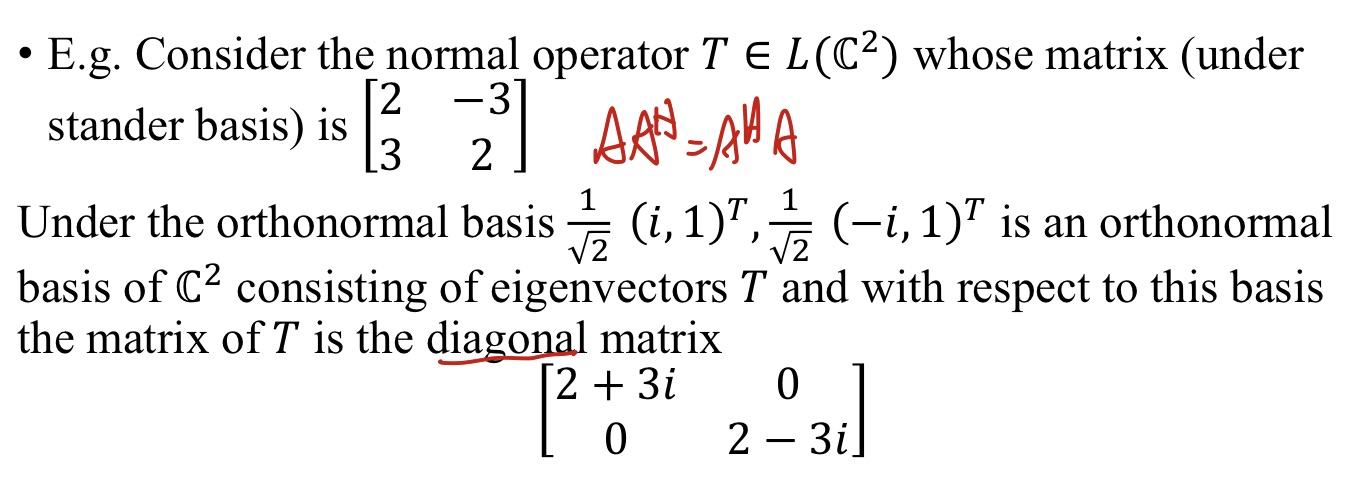 • E.g. Consider the normal operator 𝑇 ∈ 𝐿(ℂ²) whose matrix (under
stander basis) is [2 −3; 3 2] AAᴴ=AᴴA
Under the orthonormal basis 1/√2 (𝑖, 1)ᵀ, 1/√2 (−𝑖, 1)ᵀ is an orthonormal
basis of ℂ² consisting of eigenvectors 𝑇 and with respect to this basis
the matrix of 𝑇 is the diagonal matrix
[2 + 3𝑖 0
0 2 − 3𝑖]